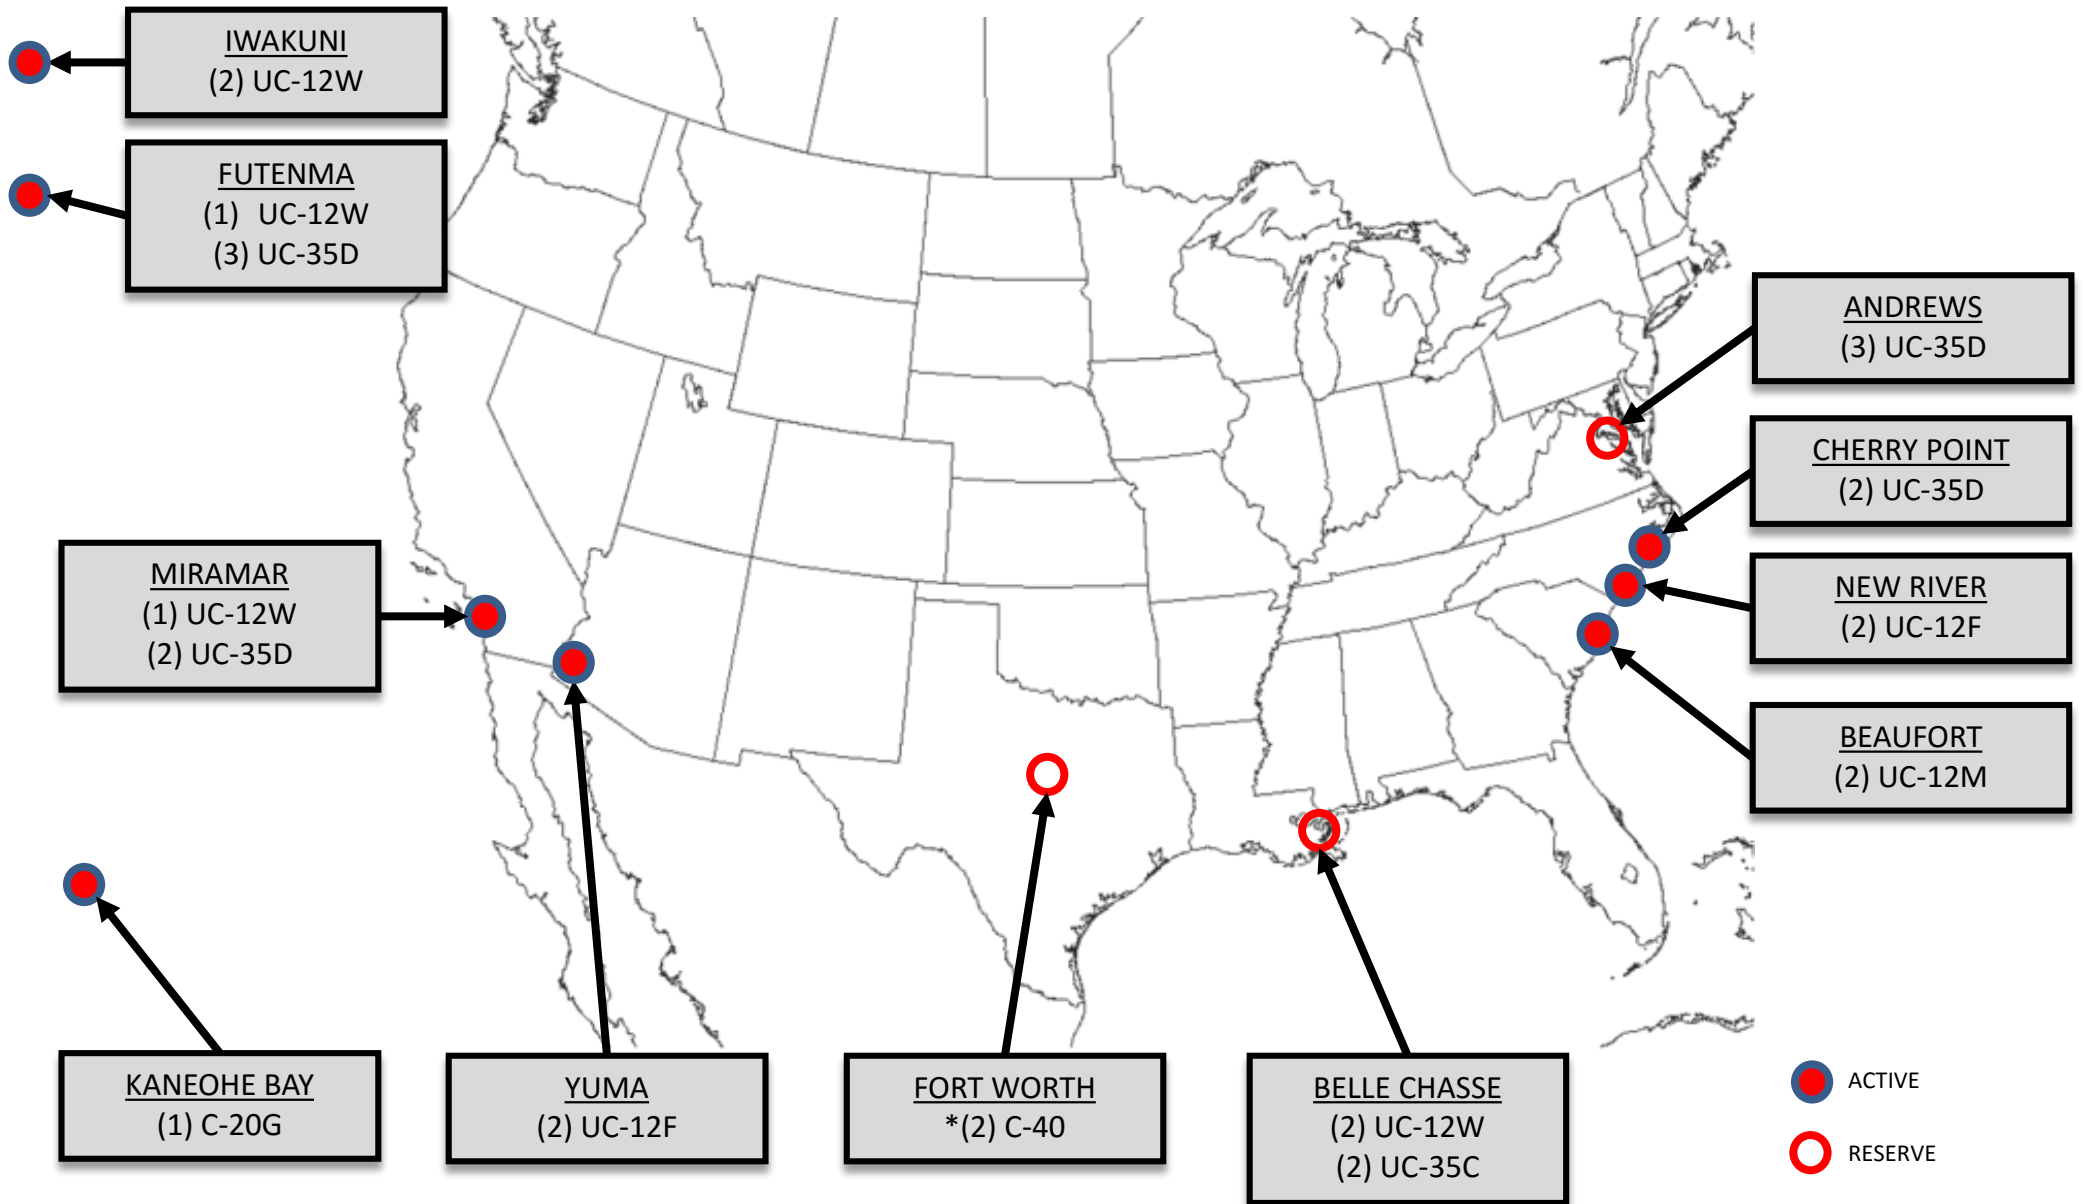 IWAKUNI
(2) UC-12W
FUTENMA
(1) UC-12W
(3) UC-35D
ANDREWS
(3) UC-35D
CHERRY POINT
(2) UC-35D
NEW RIVER
(2) UC-12F
BEAUFORT
(2) UC-12M
MIRAMAR
(1) UC-12W
(2) UC-35D
KANEOHE BAY
(1) C-20G
YUMA
(2) UC-12F
FORT WORTH
*(2) C-40
BELLE CHASSE
(2) UC-12W
(2) UC-35C
ACTIVE
RESERVE